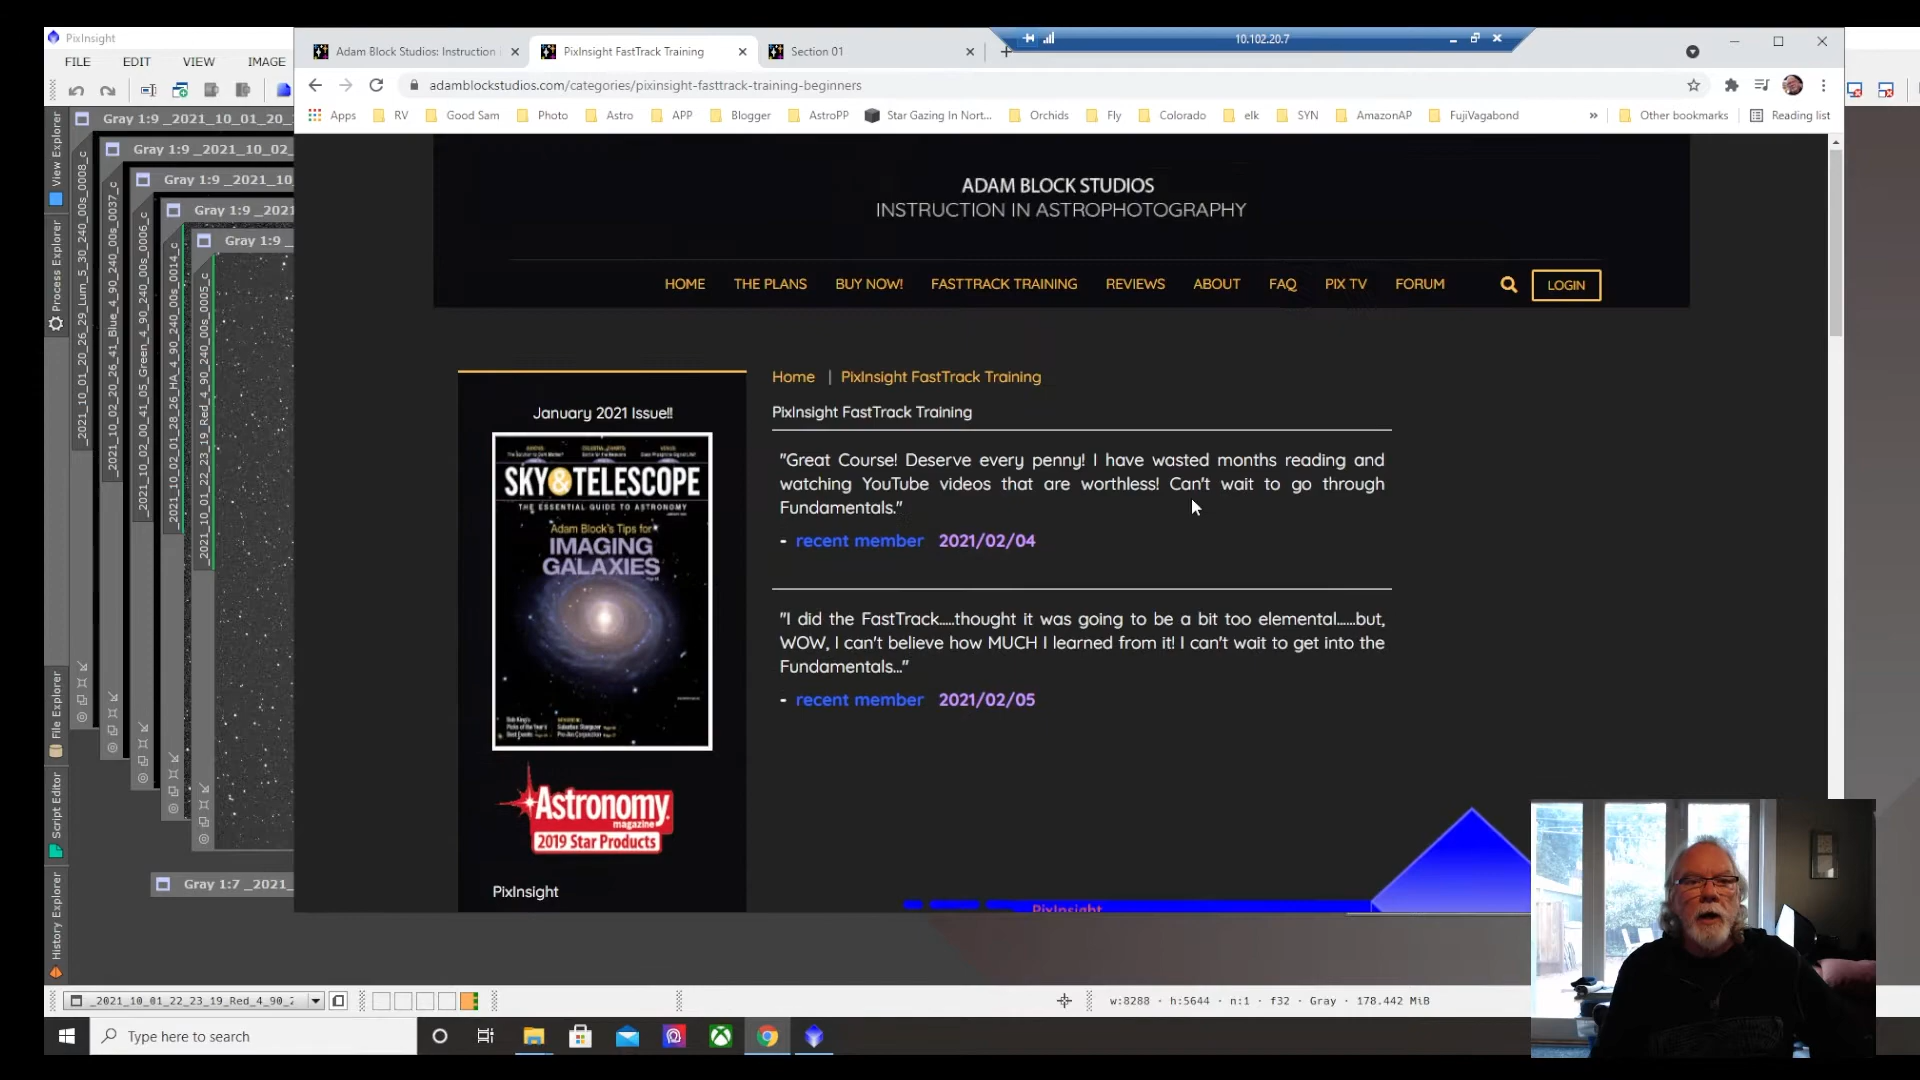 PixInsight
FILE EDIT VIEW IMAGE
Adam Block Studios: Instruction
PixInsight FastTrack Training
Section 01
10.102.20.7
adamblockstudios.com/categories/pixinsight-fasttrack-training-beginners
Apps RV Good Sam Photo Astro APP Blogger AstroPP Star Gazing In Nort... Orchids Fly Colorado elk SYN AmazonAP FujiVagabond » Other bookmarks Reading list
Gray 1:9 _2021_10_01_20_
Gray 1:9 _2021_10_02_
Gray 1:9 _2021_10
Gray 1:9 _2021
Gray 1:9 _
Gray 1:7 _2021_
_2021_10_01_20_26_29_Lum_5_30_240_00s_0008_c
_2021_10_02_20_26_41_Blue_4_90_240_00s_0037_c
_2021_10_02_00_41_05_Green_4_90_240_00s_0006_c
_2021_10_02_01_28_26_HA_4_90_240_00s_0014_c
_2021_10_01_22_23_19_Red_4_90_240_00s_0005_c
View Explorer
Process Explorer
File Explorer
Script Editor
History Explorer
ADAM BLOCK STUDIOS
INSTRUCTION IN ASTROPHOTOGRAPHY
HOME THE PLANS BUY NOW! FASTTRACK TRAINING REVIEWS ABOUT FAQ PIX TV FORUM LOGIN
January 2021 Issue!!
SKY & TELESCOPE
THE ESSENTIAL GUIDE TO ASTRONOMY
Adam Block's Tips for
IMAGING
GALAXIES
Astronomy
magazine
2019 Star Products
PixInsight
Home | PixInsight FastTrack Training
PixInsight FastTrack Training
"Great Course! Deserve every penny! I have wasted months reading and
watching YouTube videos that are worthless! Can't wait to go through
Fundamentals."
- recent member 2021/02/04
"I did the FastTrack.....thought it was going to be a bit too elemental......but,
WOW, I can't believe how MUCH I learned from it! I can't wait to get into the
Fundamentals..."
- recent member 2021/02/05
PixInsight
_2021_10_01_22_23_19_Red_4_90_2
w:8288 · h:5644 · n:1 · f32 · Gray · 178.442 MiB
Type here to search